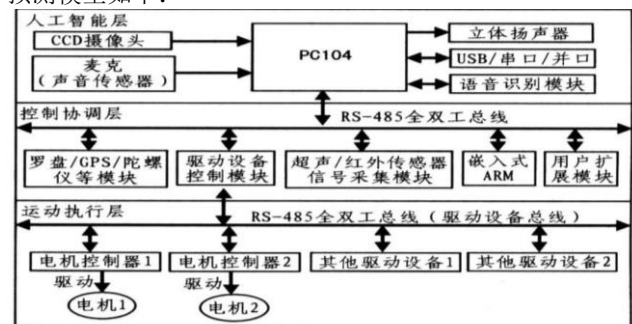 预测模型如下：
人工智能层
CCD摄像头
麦克
(声音传感器)
PC104
立体扬声器
USB/串口/并口
语音识别模块
控制协调层
RS-485全双工总线
罗盘/GPS/陀螺
仪等模块
驱动设备
控制模块
超声/红外传感器
信号采集模块
嵌入式
ARM
用户扩
展模块
运动执行层
RS-485全双工总线(驱动设备总线)
电机控制器1
电机控制器2
其他驱动设备1
其他驱动设备2
驱动
驱动
电机1
电机2